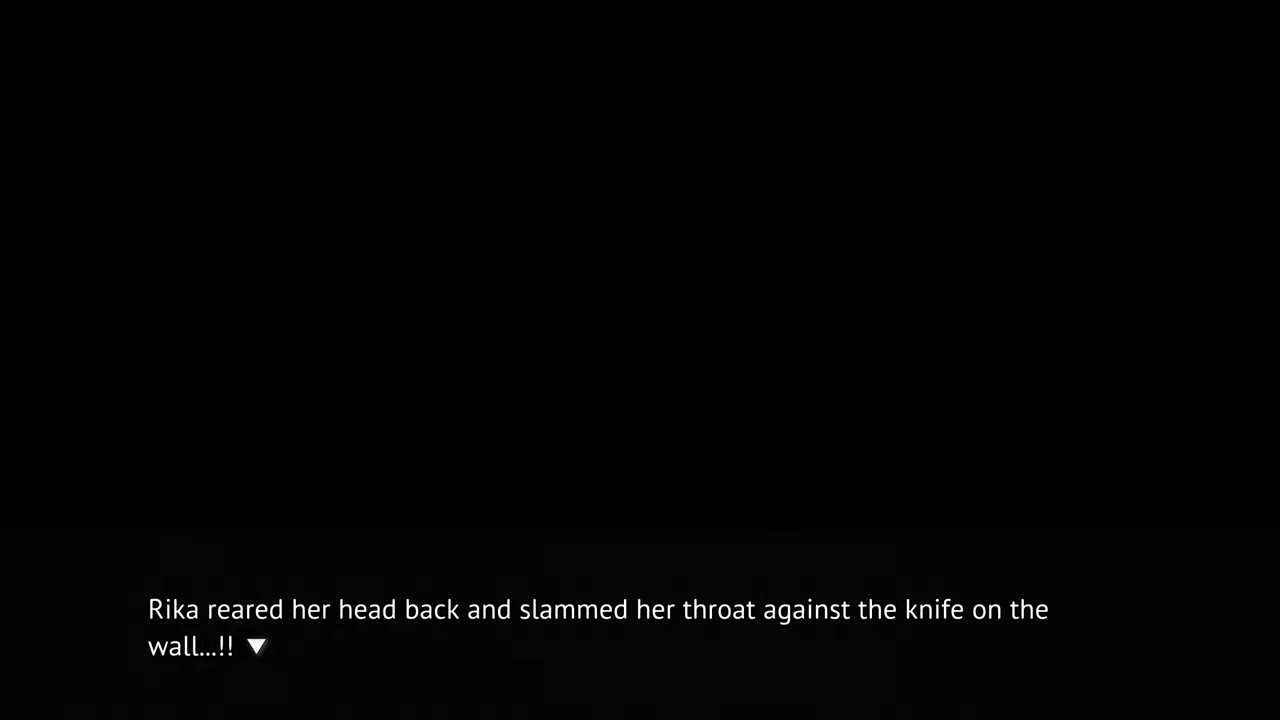 Rika reared her head back and slammed her throat against the knife on the
wall...!!